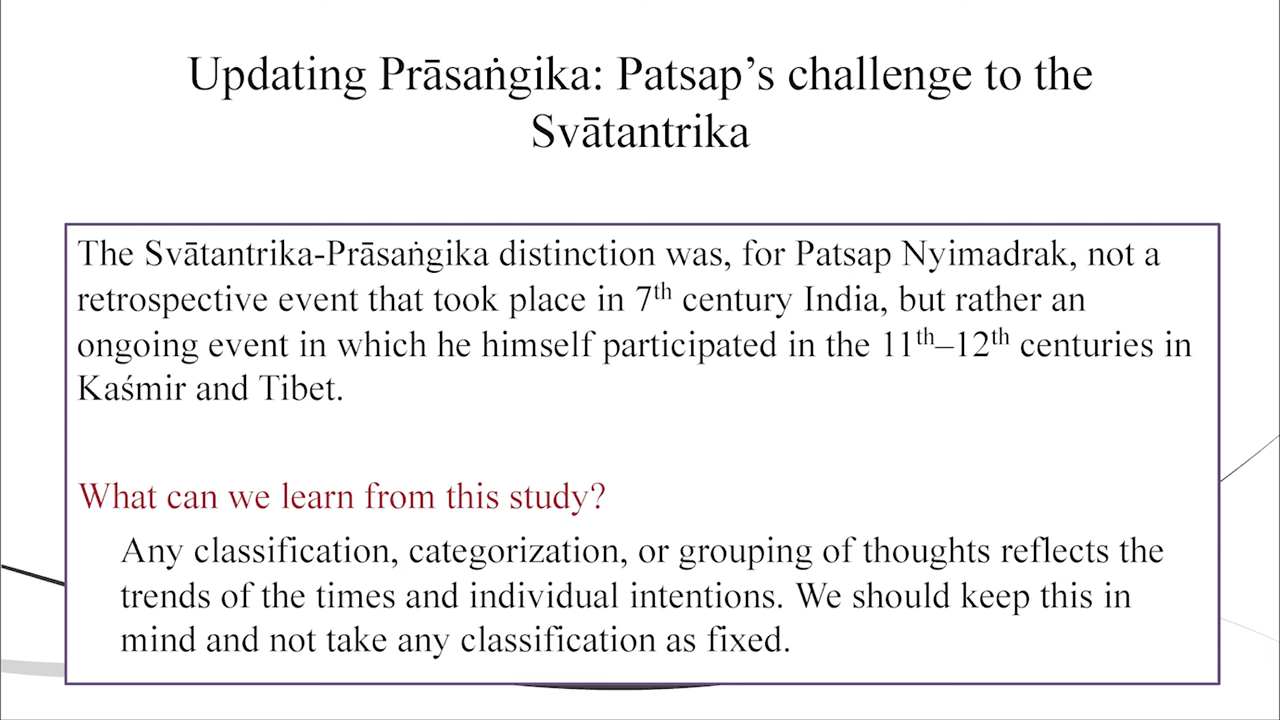 Updating Prāsaṅgika: Patsap’s challenge to the
Svātantrika
The Svātantrika-Prāsaṅgika distinction was, for Patsap Nyimadrak, not a
retrospective event that took place in 7th century India, but rather an
ongoing event in which he himself participated in the 11th–12th centuries in
Kaśmir and Tibet.
What can we learn from this study?
Any classification, categorization, or grouping of thoughts reflects the
trends of the times and individual intentions. We should keep this in
mind and not take any classification as fixed.